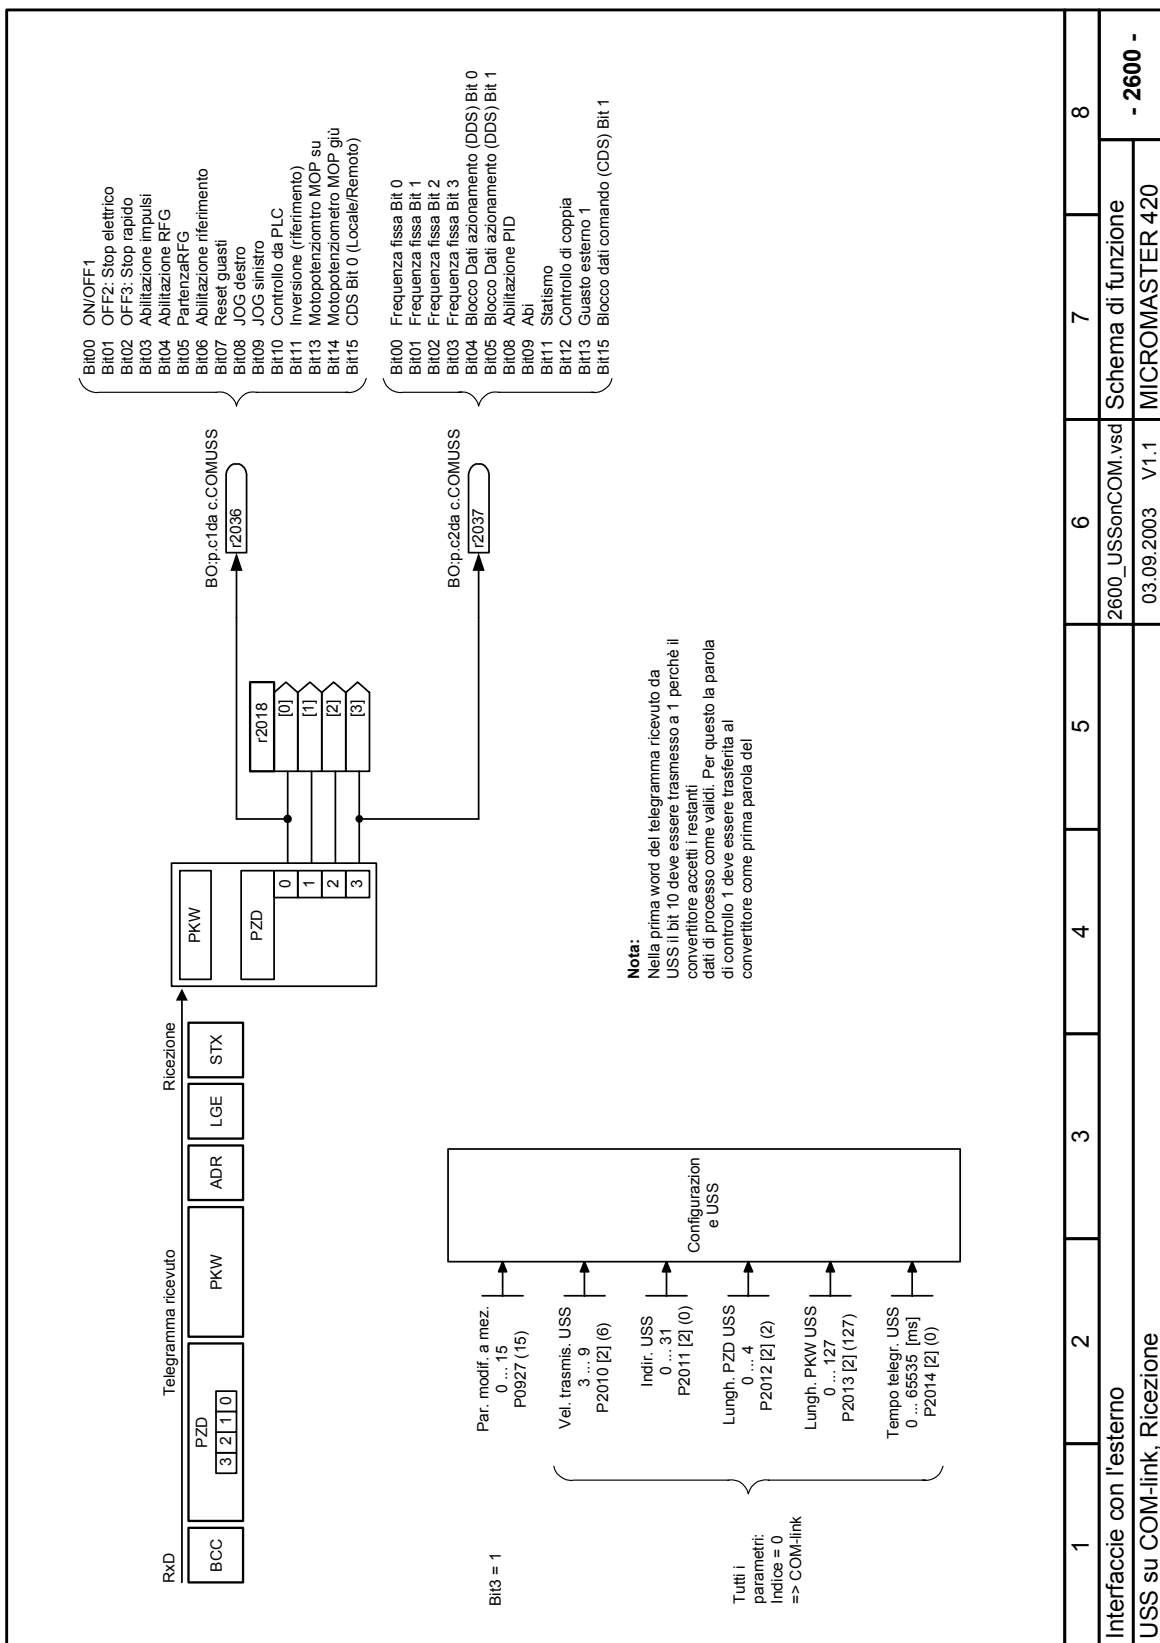 RxD
Telegramma ricevuto
Ricezione
BCC
PZD
3 2 1 0
PKW
ADR
LGE
STX
PKW
PZD
0
1
2
3
r2018
[0]
[1]
[2]
[3]
BO:p.c1da c.COMUSS
r2036
Bit00 ON/OFF1
Bit01 OFF2: Stop elettrico
Bit02 OFF3: Stop rapido
Bit03 Abilitazione impulsi
Bit04 Abilitazione RFG
Bit05 PartenzaRFG
Bit06 Abilitazione riferimento
Bit07 Reset guasti
Bit08 JOG destro
Bit09 JOG sinistro
Bit10 Controllo da PLC
Bit11 Inversione (riferimento)
Bit13 Motopotenziomtro MOP su
Bit14 Motopotenziometro MOP giù
Bit15 CDS Bit 0 (Locale/Remoto)
BO:p.c2da c.COMUSS
r2037
Bit00 Frequenza fissa Bit 0
Bit01 Frequenza fissa Bit 1
Bit02 Frequenza fissa Bit 2
Bit03 Frequenza fissa Bit 3
Bit04 Blocco Dati azionamento (DDS) Bit 0
Bit05 Blocco Dati azionamento (DDS) Bit 1
Bit08 Abilitazione PID
Bit09 Abi
Bit11 Statismo
Bit12 Controllo di coppia
Bit13 Guasto esterno 1
Bit15 Blocco dati comando (CDS) Bit 1
Bit3 = 1
Par. modif. a mez.
0 ... 15
P0927 (15)
Vel. trasmis. USS
3 ... 9
P2010 [2] (6)
Indir. USS
0 ... 31
P2011 [2] (0)
Lungh. PZD USS
0 ... 4
P2012 [2] (2)
Lungh. PKW USS
0 ... 127
P2013 [2] (127)
Tempo telegr. USS
0 ... 65535 [ms]
P2014 [2] (0)
Tutti i
parametri:
Indice = 0
=> COM-link
Configurazion
e USS
Nota:
Nella prima word del telegramma ricevuto da
USS il bit 10 deve essere trasmesso a 1 perchè il
convertitore accetti i restanti
dati di processo come validi. Per questo la parola
di controllo 1 deve essere trasferita al
convertitore come prima parola del
1 2 3 4 5 6 7 8
Interfaccie con l'esterno
2600_USSonCOM.vsd
Schema di funzione
- 2600 -
USS su COM-link, Ricezione
03.09.2003 V1.1
MICROMASTER 420